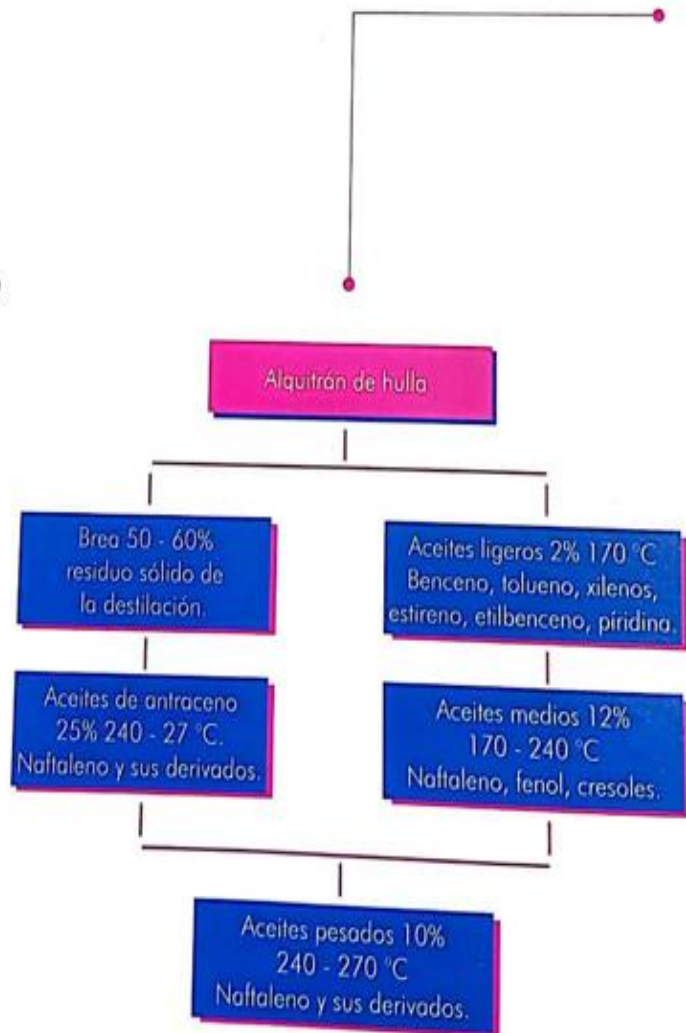 Alquitrán de hulla
Brea 50 - 60%
residuo sólido de
la destilación.
Aceites ligeros 2% 170 °C
Benceno, tolueno, xilenos,
estireno, etilbenceno, píridina.
Aceites de antraceno
25% 240 - 27 °C.
Naftaleno y sus derivados.
Aceites medios 12%
170 - 240 °C
Naftaleno, fenol, cresoles.
Aceites pesados 10%
240 - 270 °C
Naftaleno y sus derivados.